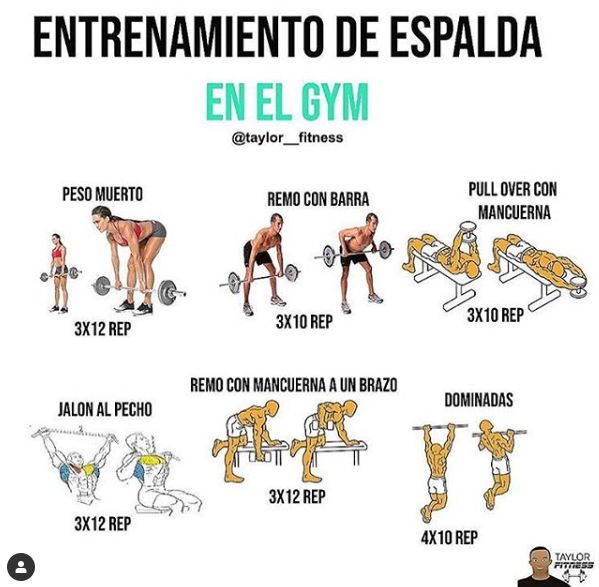 ENTRENAMIENTO DE ESPALDA
EN EL GYM
@taylor__fitness
PESO MUERTO
3X12 REP
REMO CON BARRA
3X10 REP
PULL OVER CON
MANCUERNA
3X10 REP
JALON AL PECHO
3X12 REP
REMO CON MANCUERNA A UN BRAZO
3X12 REP
DOMINADAS
4X10 REP
TAYLOR
FITNESS